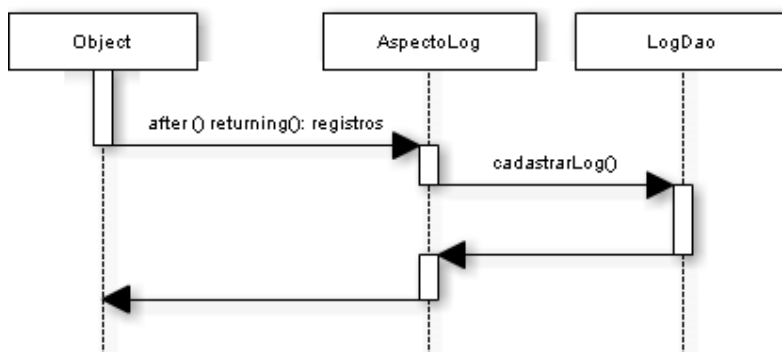 Object
AspectoLog
LogDao
after () returning(): registros
cadastrarLog()